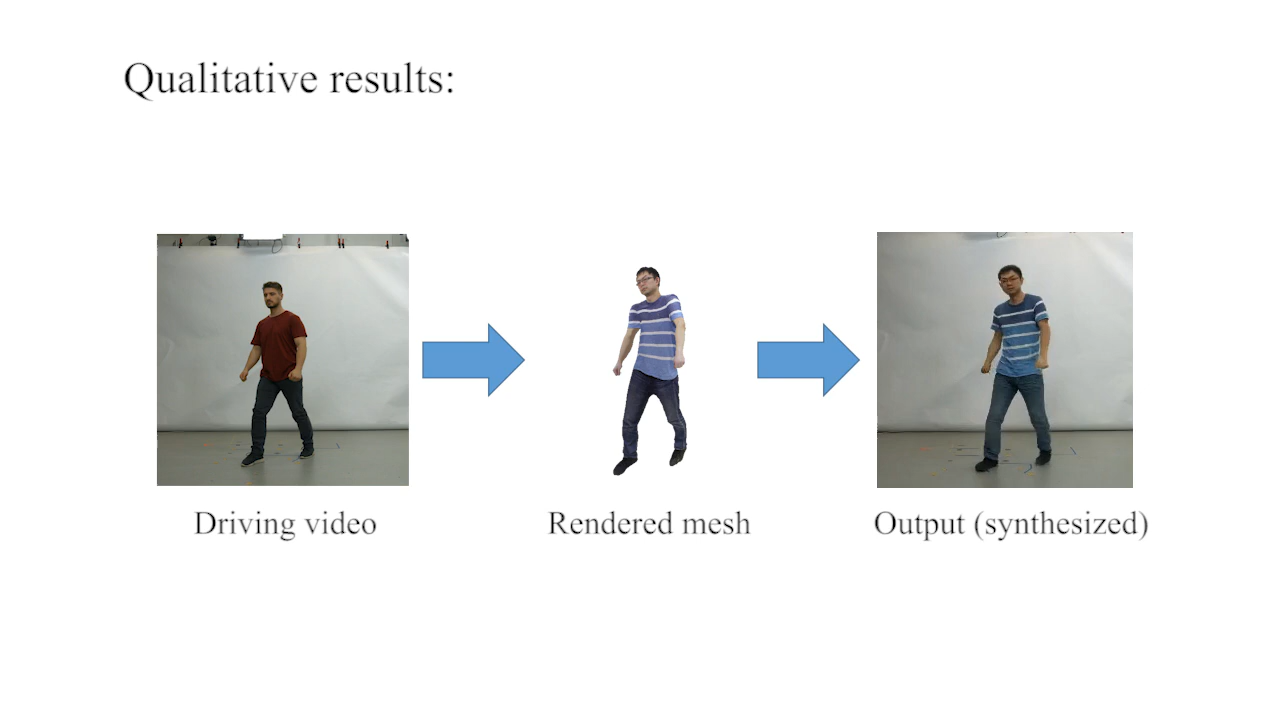 Qualitative results:
Driving video
Rendered mesh
Output (synthesized)